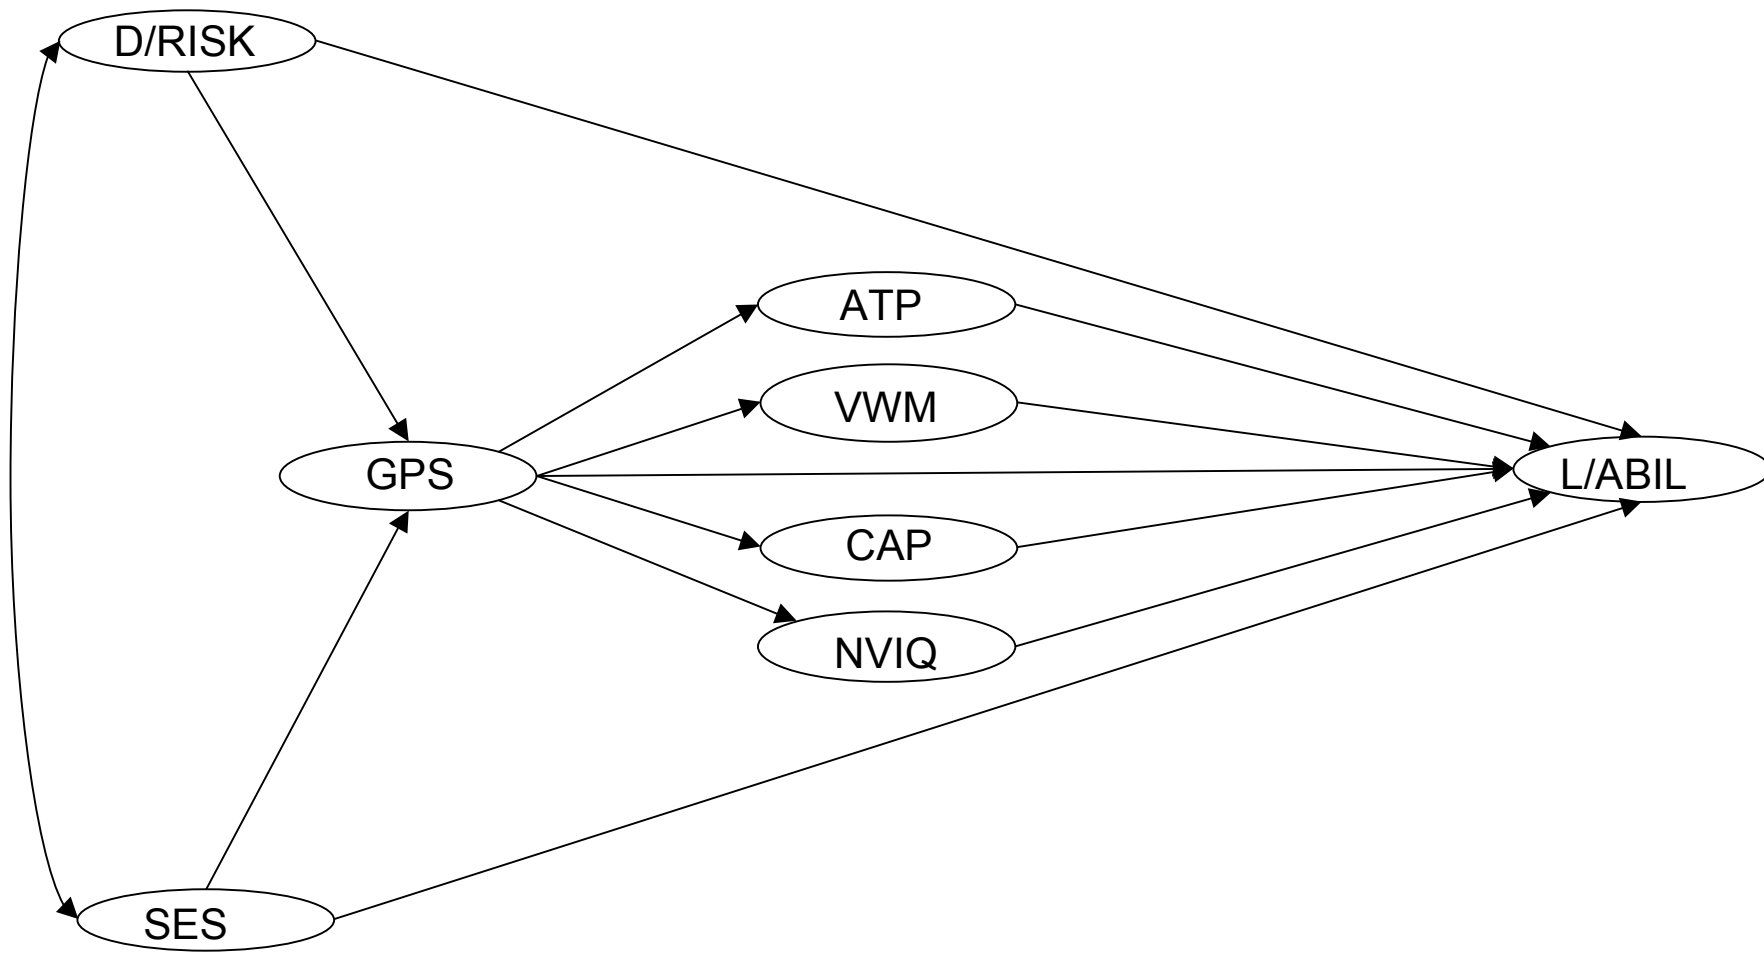 D/RISK
ATP
VWM
GPS
L/ABIL
CAP
NVIQ
SES